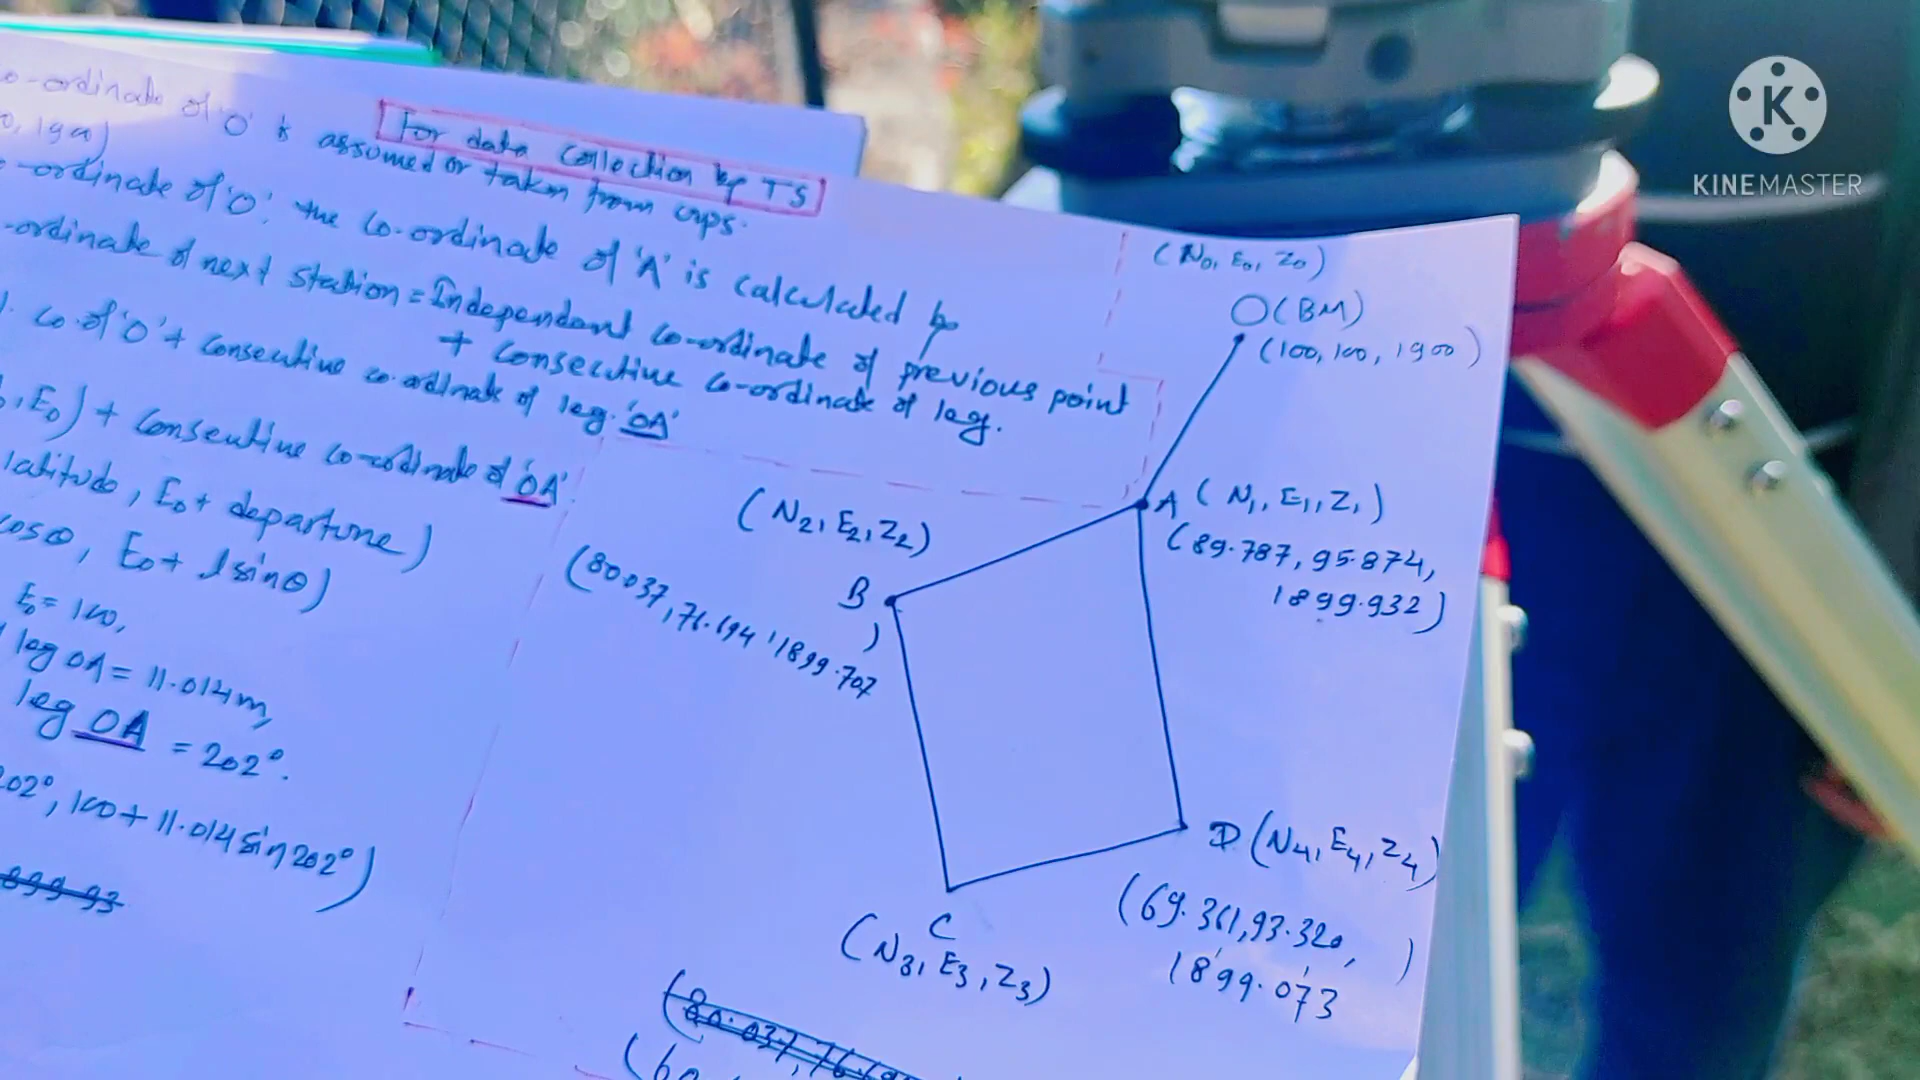 For data collection by TS
o-ordinate of 'O' is assumed or taken from GPS.
-ordinate of 'O'. the co-ordinate of 'A' is calculated by
-ordinate of next station = Independent co-ordinate of previous point
+ consecutive co-ordinate of leg.
co. of 'O' + consecutive co-ordinate of leg. 'OA'
, E0) + consecutive co-ordinate of 'OA'.
latitude, E0 + departure)
cosθ, E0 + l sinθ)
E0 = 100,
leg OA = 11.014m,
leg OA = 202°.
202°, 100 + 11.014 sin 202°)
(N0, E0, Z0)
O(BM)
(100, 100, 1900)
A (N1, E1, Z1)
(89.787, 95.874,
1899.932)
(N2, E2, Z2)
B
(80.037, 76.194, 1899.707)
D (N4, E4, Z4)
(69.361, 93.320,
1899.073)
C
(N3, E3, Z3)
KINEMASTER